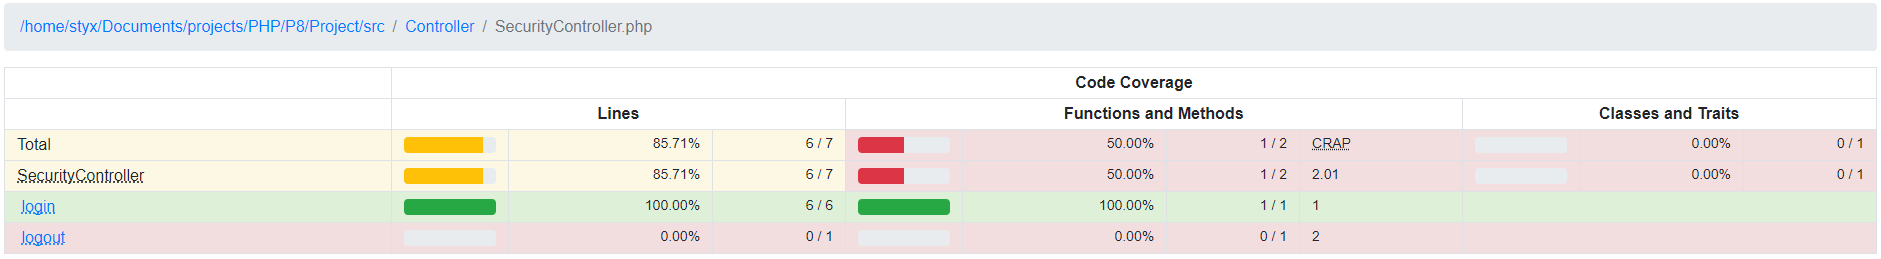 /home/styx/Documents/projects/PHP/P8/Project/src / Controller / SecurityController.php
Code Coverage
Lines Functions and Methods Classes and Traits
Total 85.71% 6 / 7 50.00% 1 / 2 CRAP 0.00% 0 / 1
SecurityController 85.71% 6 / 7 50.00% 1 / 2 2.01 0.00% 0 / 1
login 100.00% 6 / 6 100.00% 1 / 1 1
logout 0.00% 0 / 1 0.00% 0 / 1 2